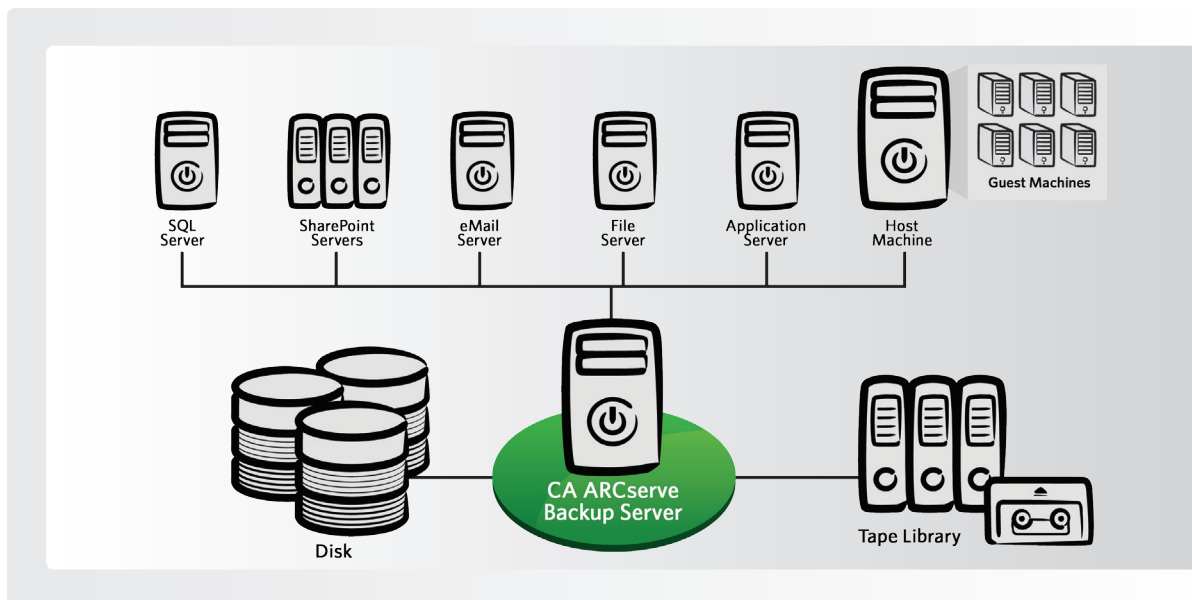 SQL
Server
SharePoint
Servers
eMail
Server
File
Server
Application
Server
Host
Machine
Guest Machines
CA ARCserve
Backup Server
Disk
Tape Library